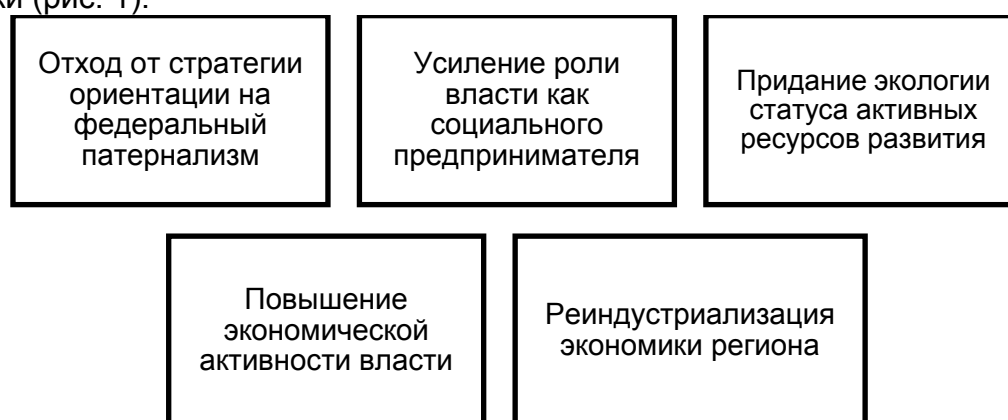 ки (рис. 1).
Отход от стратегии
ориентации на
федеральный
патернализм
Усиление роли
власти как
социального
предпринимателя
Придание экологии
статуса активных
ресурсов развития
Повышение
экономической
активности власти
Реиндустриализация
экономики региона